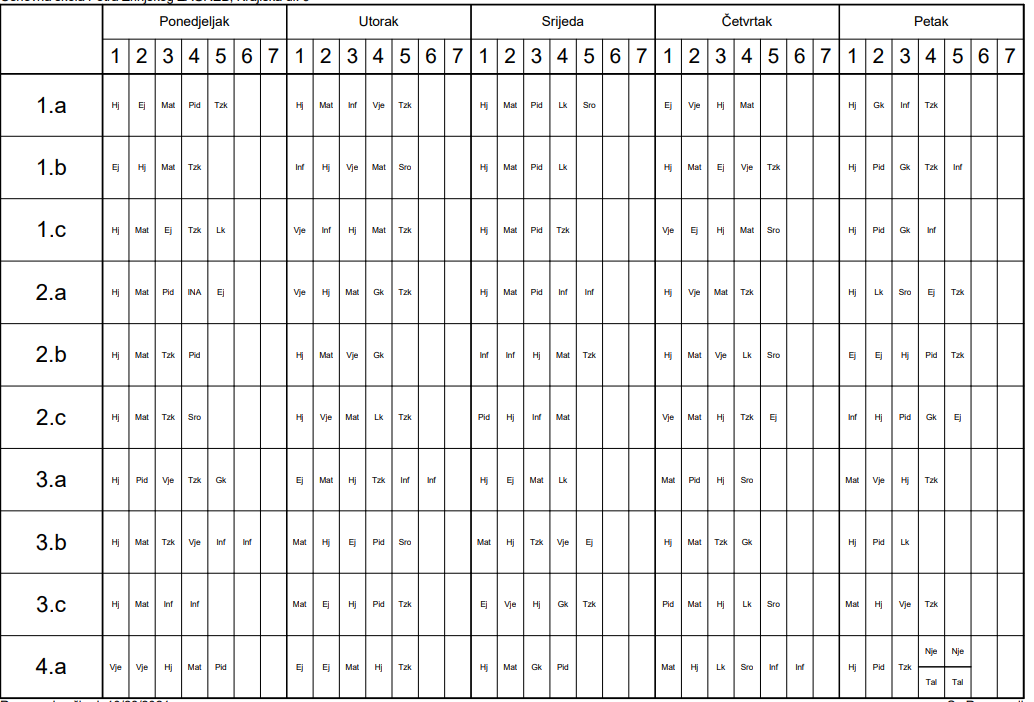 Ponedjeljak Utorak Srijeda Četvrtak Petak
1 2 3 4 5 6 7 1 2 3 4 5 6 7 1 2 3 4 5 6 7 1 2 3 4 5 6 7 1 2 3 4 5 6 7
1.a Hj Ej Mat Pid Tzk Hj Mat Inf Vje Tzk Hj Mat Pid Lk Sro Ej Vje Hj Mat Hj Gk Inf Tzk
1.b Ej Hj Mat Tzk Inf Hj Vje Mat Sro Hj Mat Pid Lk Hj Mat Ej Vje Tzk Hj Pid Gk Tzk Inf
1.c Hj Mat Ej Tzk Lk Vje Inf Hj Mat Tzk Hj Mat Pid Tzk Vje Ej Hj Mat Sro Hj Pid Gk Inf
2.a Hj Mat Pid INA Ej Vje Hj Mat Gk Tzk Hj Mat Pid Inf Inf Hj Vje Mat Tzk Hj Lk Sro Ej Tzk
2.b Hj Mat Tzk Pid Hj Mat Vje Gk Inf Inf Hj Mat Tzk Hj Mat Vje Lk Sro Ej Ej Hj Pid Tzk
2.c Hj Mat Tzk Sro Hj Vje Mat Lk Tzk Pid Hj Inf Mat Vje Mat Hj Tzk Ej Inf Hj Pid Gk Ej
3.a Hj Pid Vje Tzk Gk Ej Mat Hj Tzk Inf Inf Hj Ej Mat Lk Mat Pid Hj Sro Mat Vje Hj Tzk
3.b Hj Mat Tzk Vje Inf Inf Mat Hj Ej Pid Sro Mat Hj Tzk Vje Ej Hj Mat Tzk Gk Hj Pid Lk
3.c Hj Mat Inf Inf Mat Ej Hj Pid Tzk Ej Vje Hj Gk Tzk Pid Mat Hj Lk Sro Mat Hj Vje Tzk
4.a Vje Vje Hj Mat Pid Ej Ej Mat Hj Tzk Hj Mat Gk Pid Mat Hj Lk Sro Inf Inf Hj Pid Tzk Nje Nje
Tal Tal